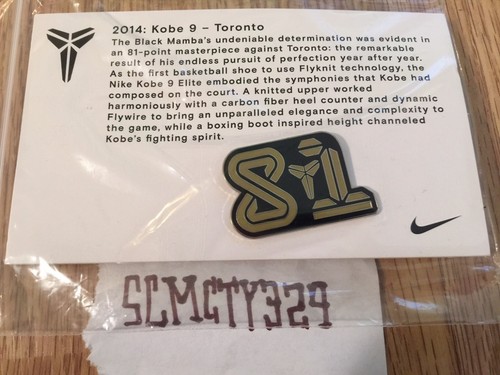 2014: Kobe 9 – Toronto
The Black Mamba's undeniable determination was evident in
an 81-point masterpiece against Toronto: the remarkable
result of his endless pursuit of perfection year after year.
As the first basketball shoe to use Flyknit technology, the
Nike Kobe 9 Elite embodied the symphonies that Kobe had
composed on the court. A knitted upper worked
harmoniously with a carbon fiber heel counter and dynamic
Flywire to bring an unparalleled elegance and complexity to
the game, while a boxing boot inspired height channeled
Kobe's fighting spirit.
81
SCMCTY329